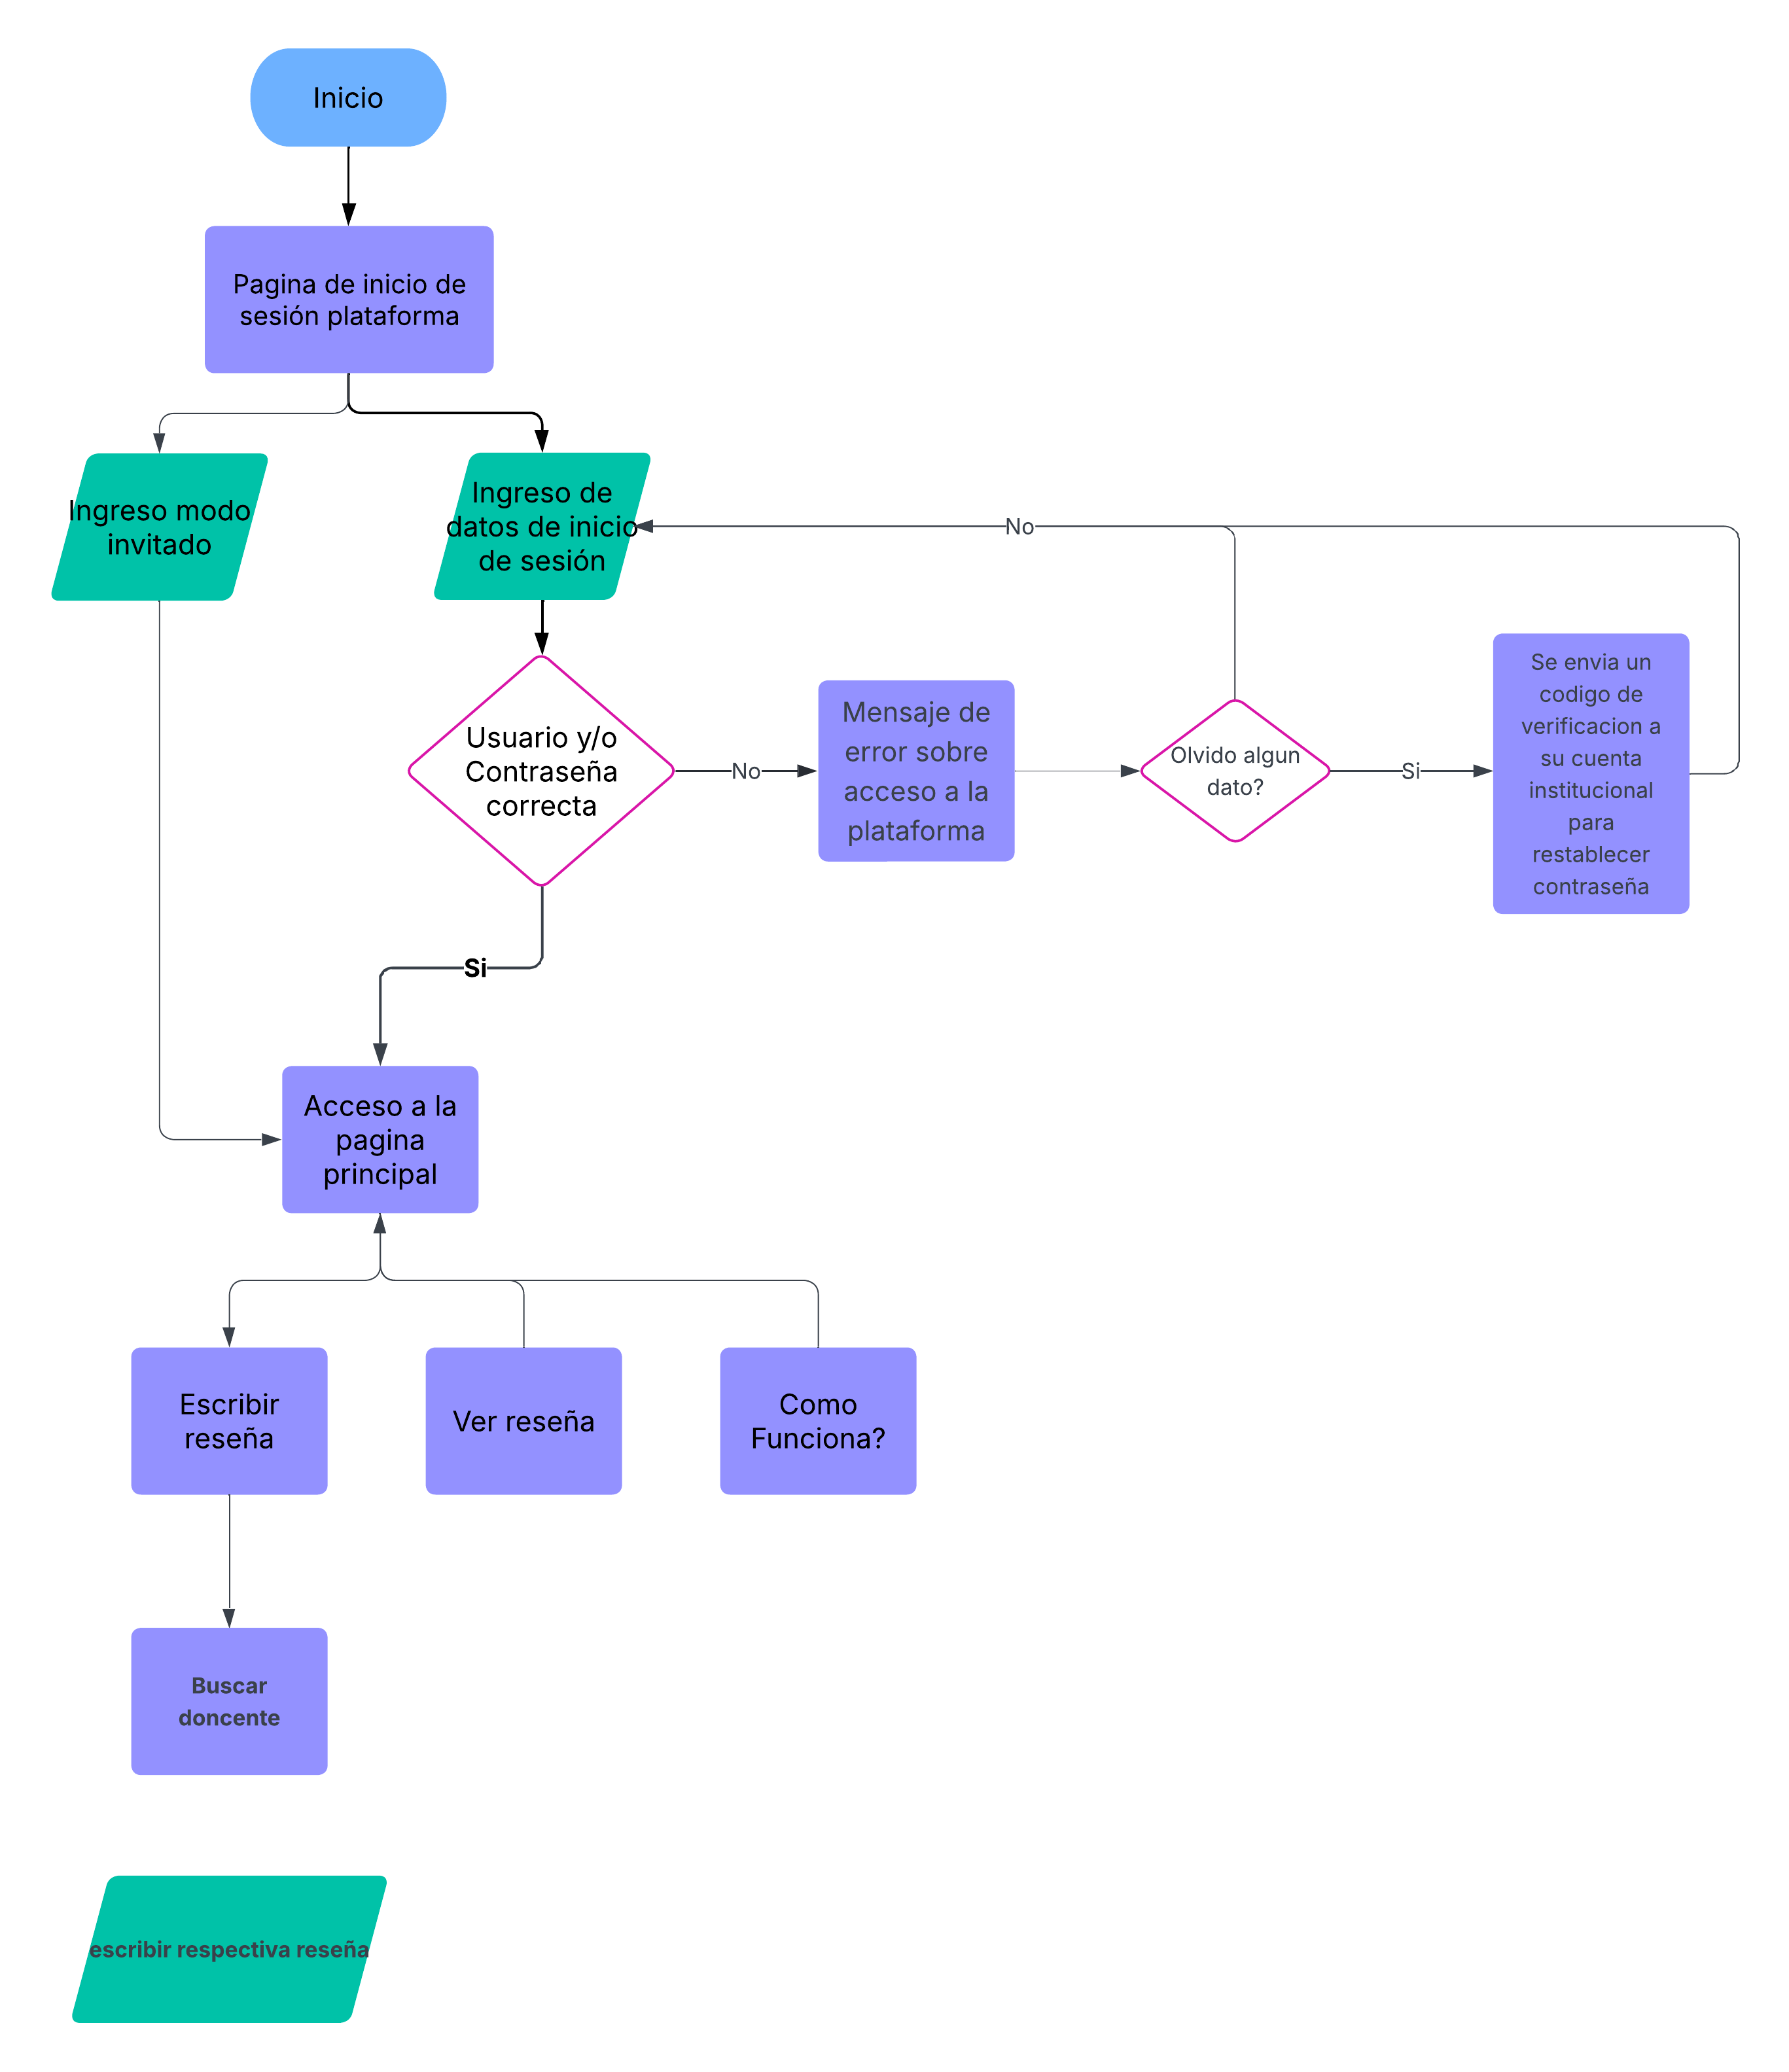 Inicio
Pagina de inicio de
sesión plataforma
Ingreso modo
invitado
Ingreso de
datos de inicio
de sesión
No
Usuario y/o
Contraseña
correcta
No
Mensaje de
error sobre
acceso a la
plataforma
Olvido algun
dato?
Si
Se envia un
codigo de
verificacion a
su cuenta
institucional
para
restablecer
contraseña
Si
Acceso a la
pagina
principal
Escribir
reseña
Ver reseña
Como
Funciona?
Buscar
doncente
escribir respectiva reseña